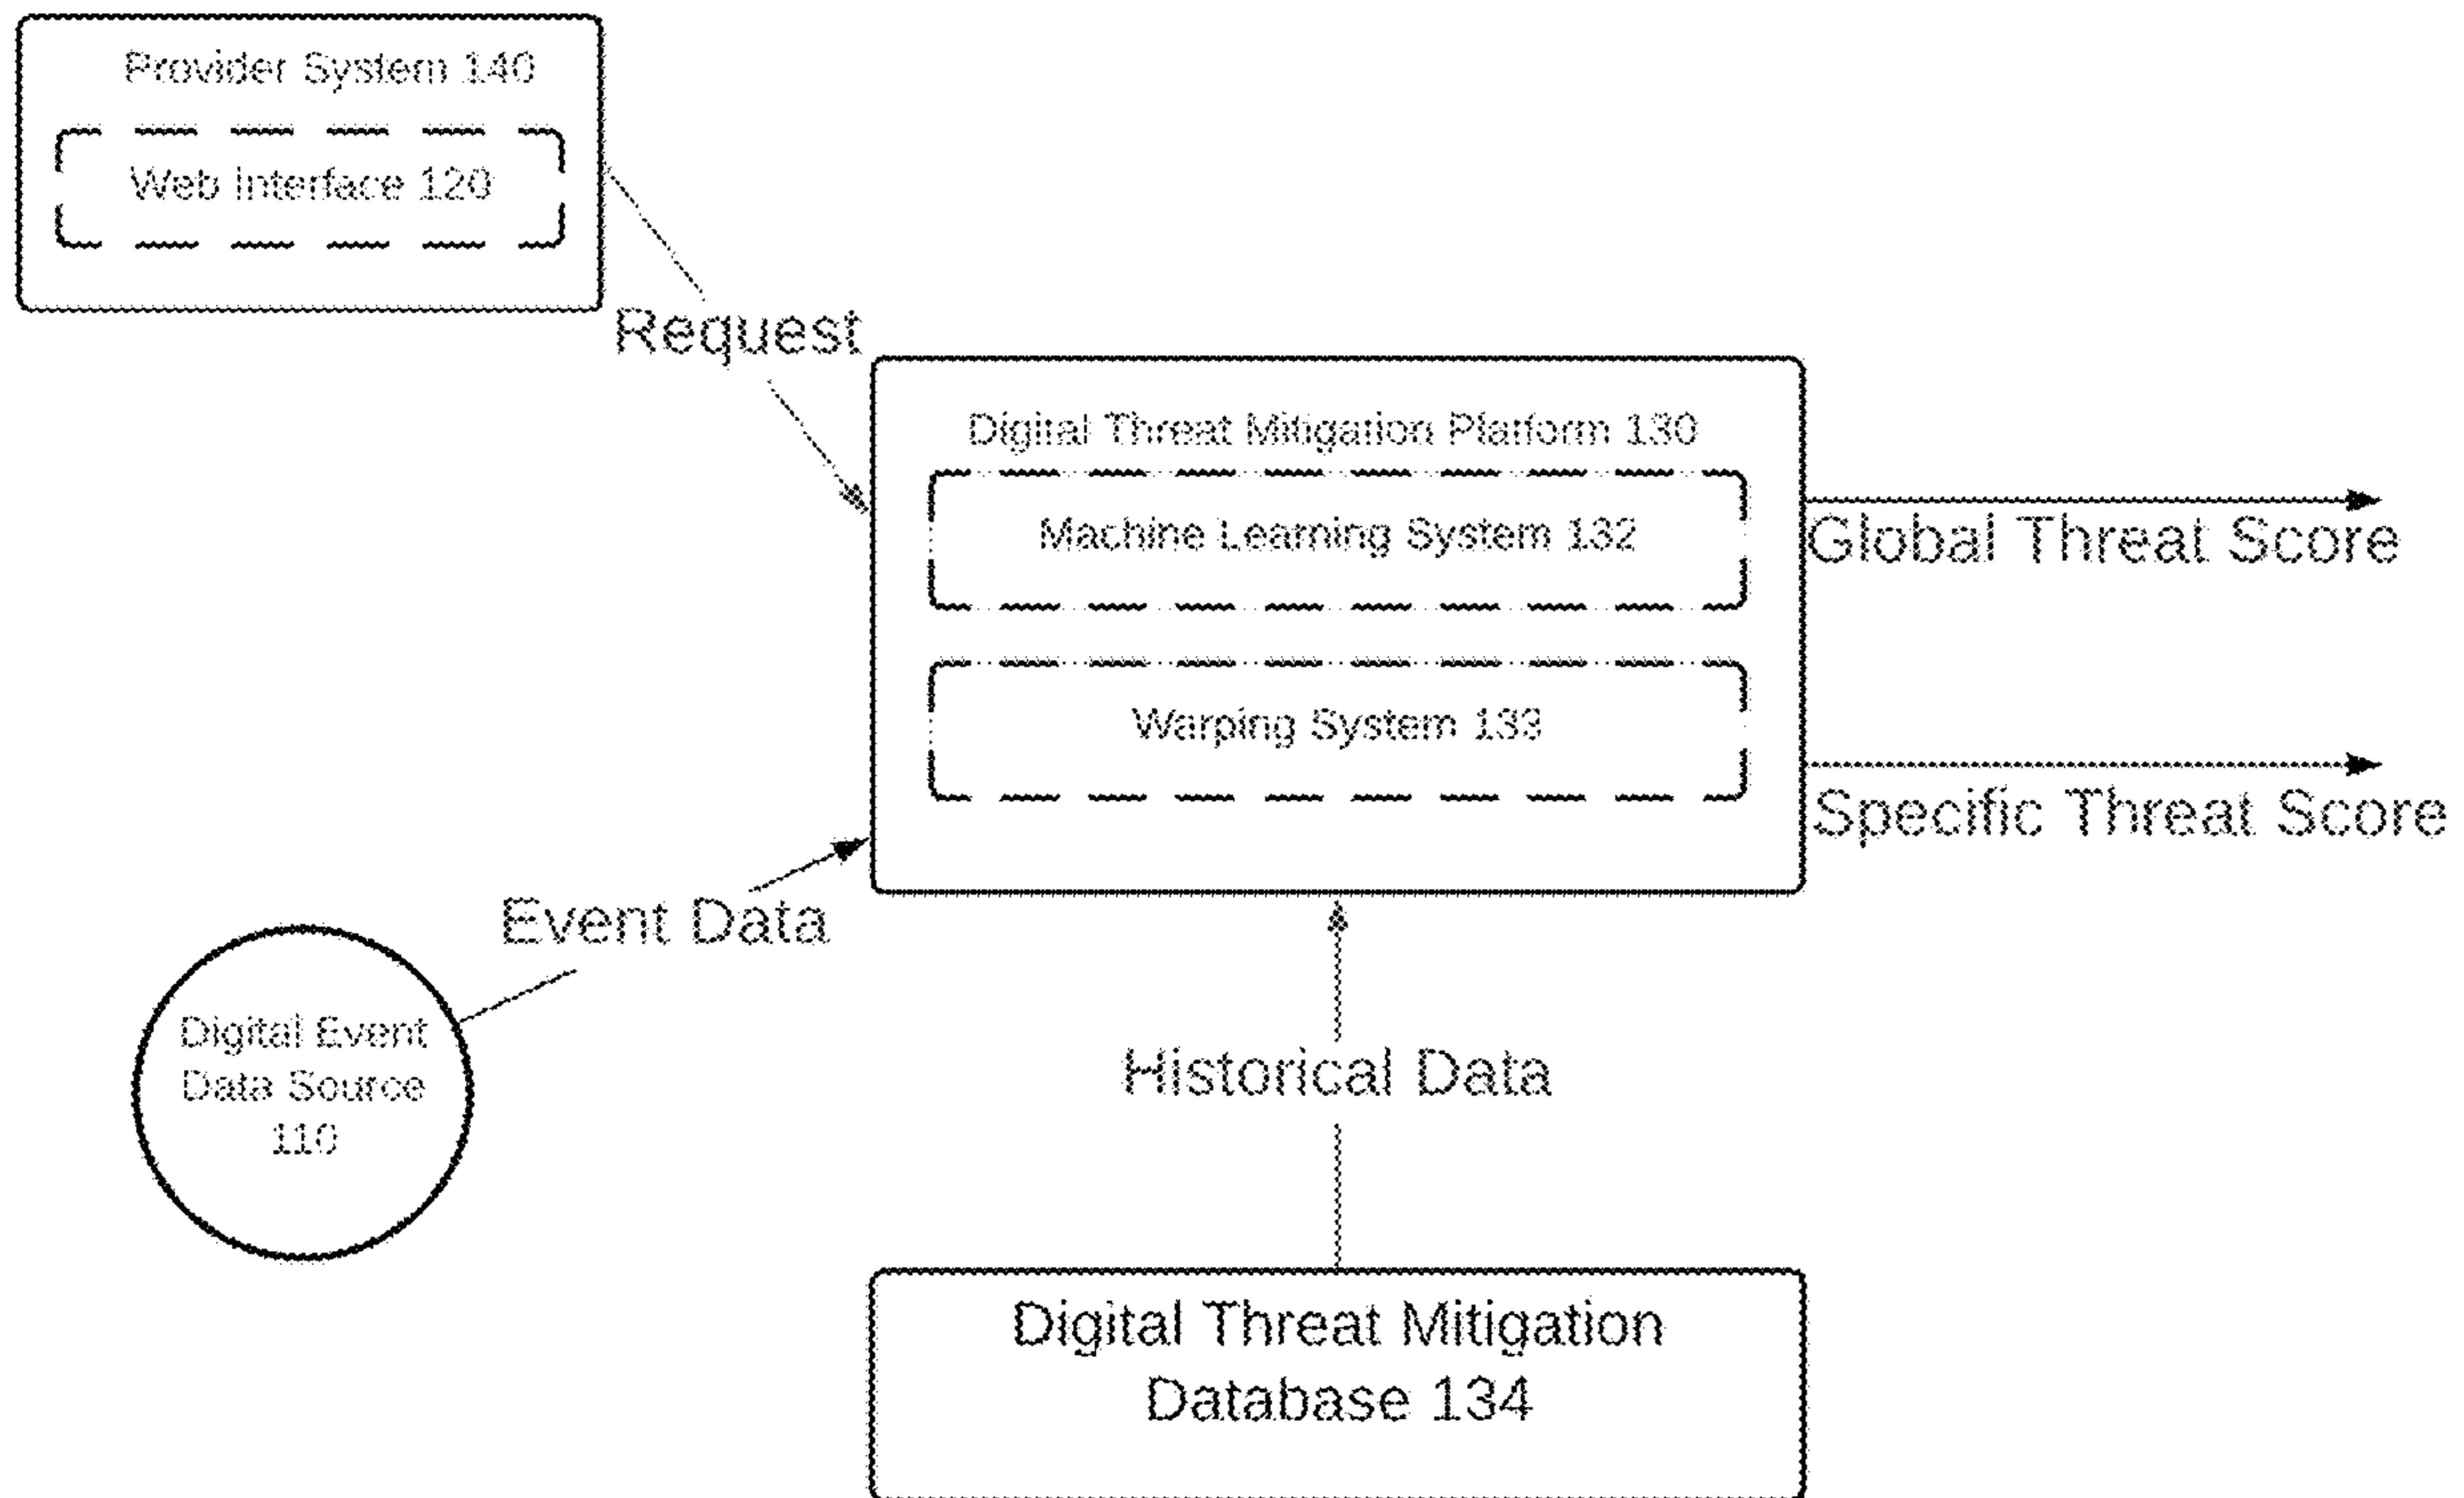 Provider System 140
Web Interface 120
Request
Digital Threat Mitigation Platform 130
Machine Learning System 132
Global Threat Score
Warping System 133
Specific Threat Score
Event Data
Digital Event
Data Source
110
Historical Data
Digital Threat Mitigation
Database 134